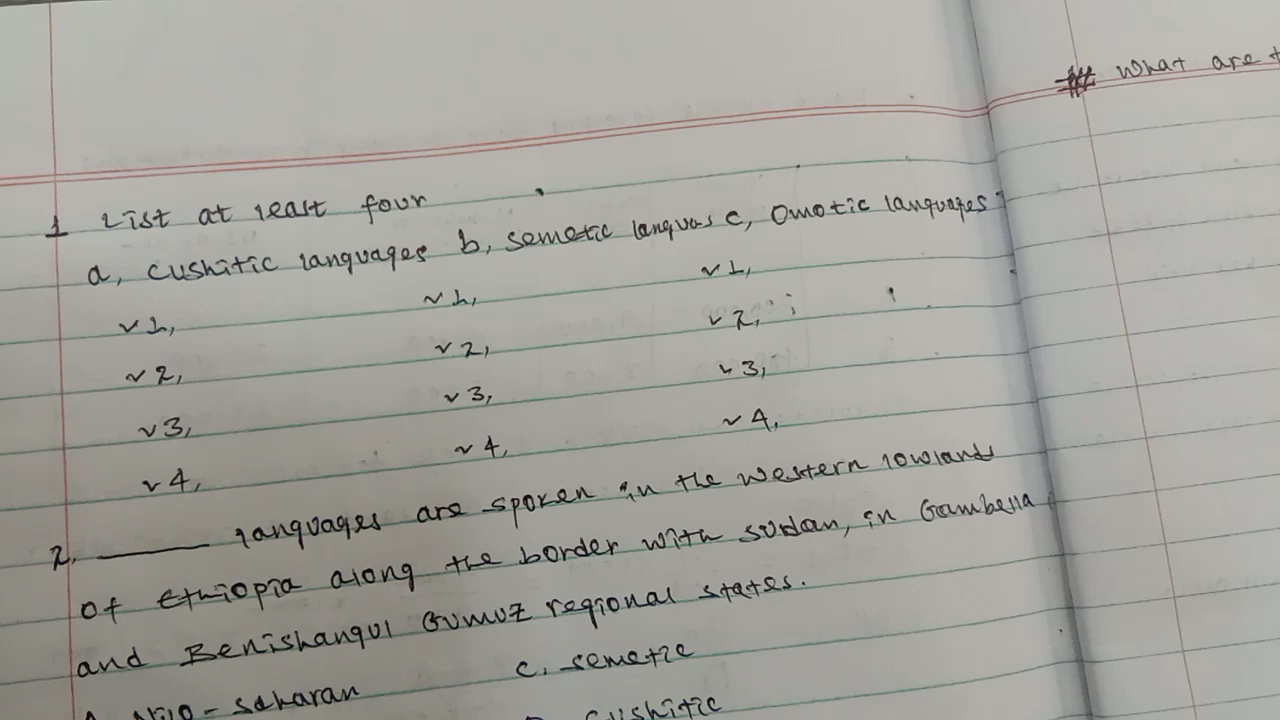 1 List at least four
a, cushitic languages b, semetic languas c, Omotic languages?
✓1, ✓1, ✓1,
✓2, ✓2, ✓2,
✓3, ✓3, ✓3,
✓4, ✓4, ✓4,
2. ______ languages are spoken in the western lowlands
of Ethiopia along the border with sudan, in Gambella
and Benishangul Gumuz regional states.
Nilo-saharan c. semetic
cushitic
# What are